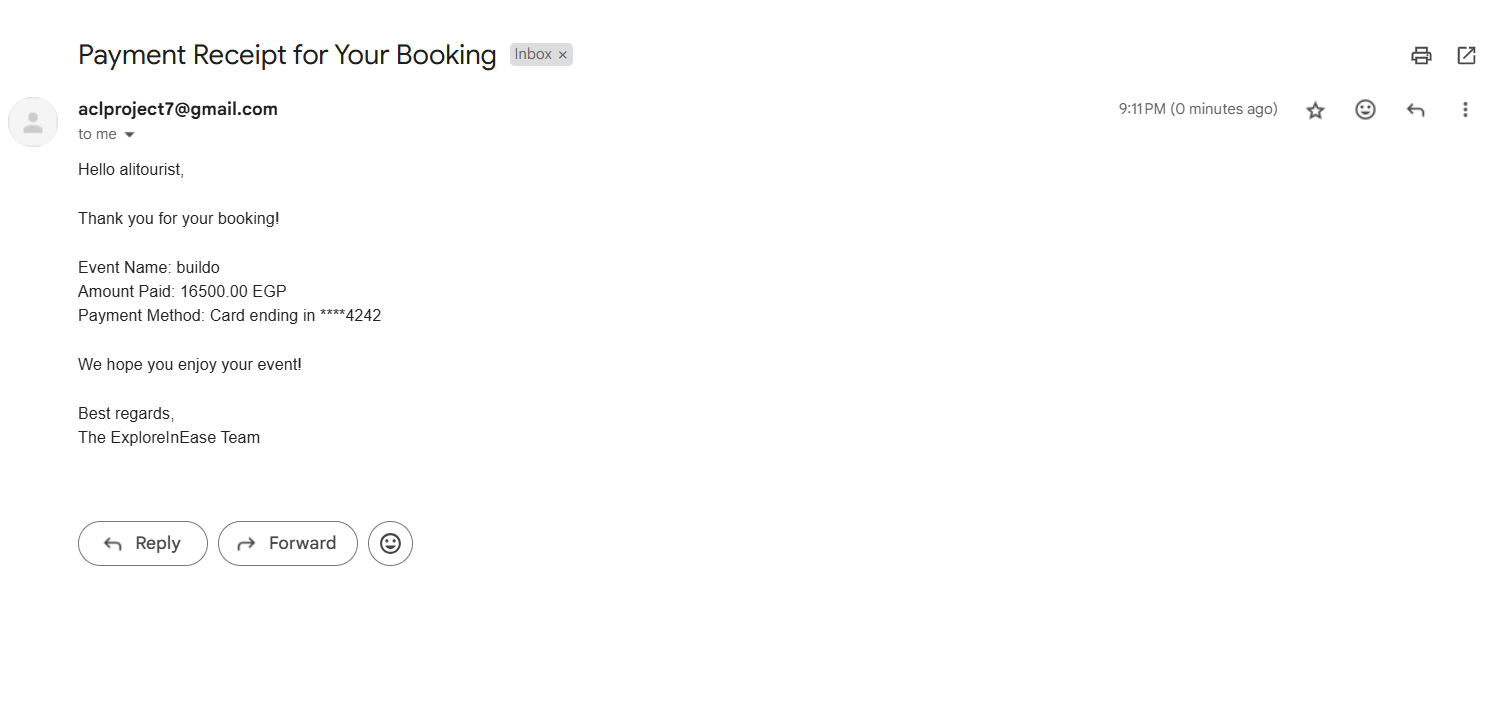 Payment Receipt for Your Booking
Inbox ×
aclproject7@gmail.com
9:11 PM (0 minutes ago)
to me
Hello alitourist,
Thank you for your booking!
Event Name: buildo
Amount Paid: 16500.00 EGP
Payment Method: Card ending in ****4242
We hope you enjoy your event!
Best regards,
The ExploreInEase Team
Reply
Forward